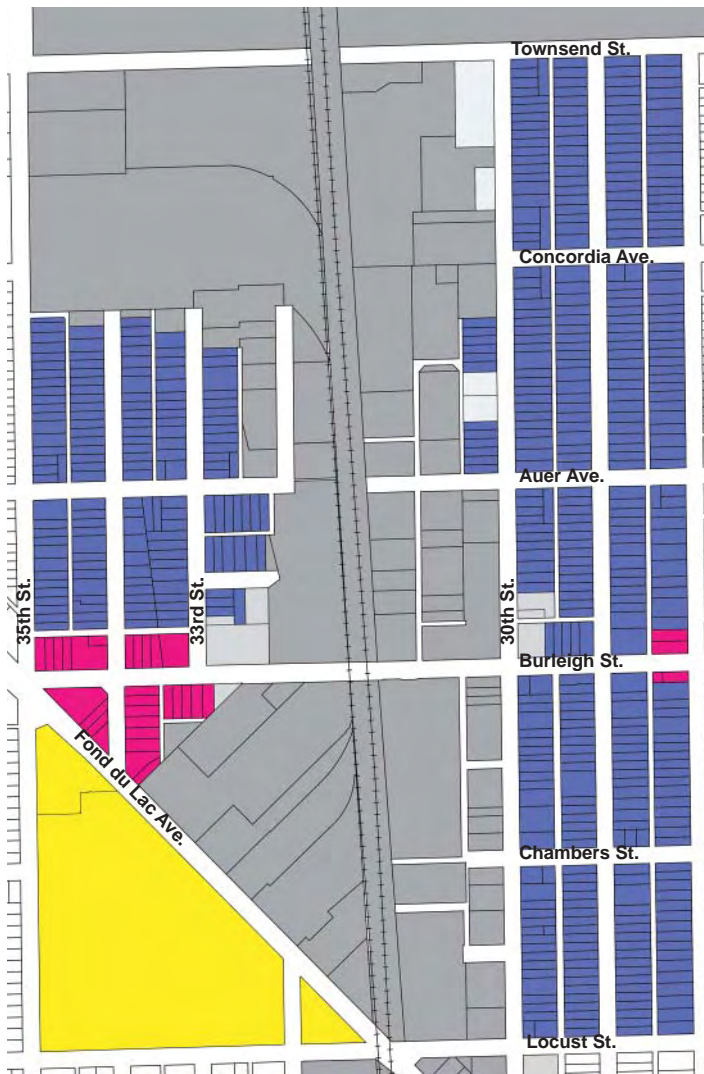 Townsend St.
Concordia Ave.
Auer Ave.
35th St.
33rd St.
30th St.
Burleigh St.
Fond du Lac Ave.
Chambers St.
Locust St.